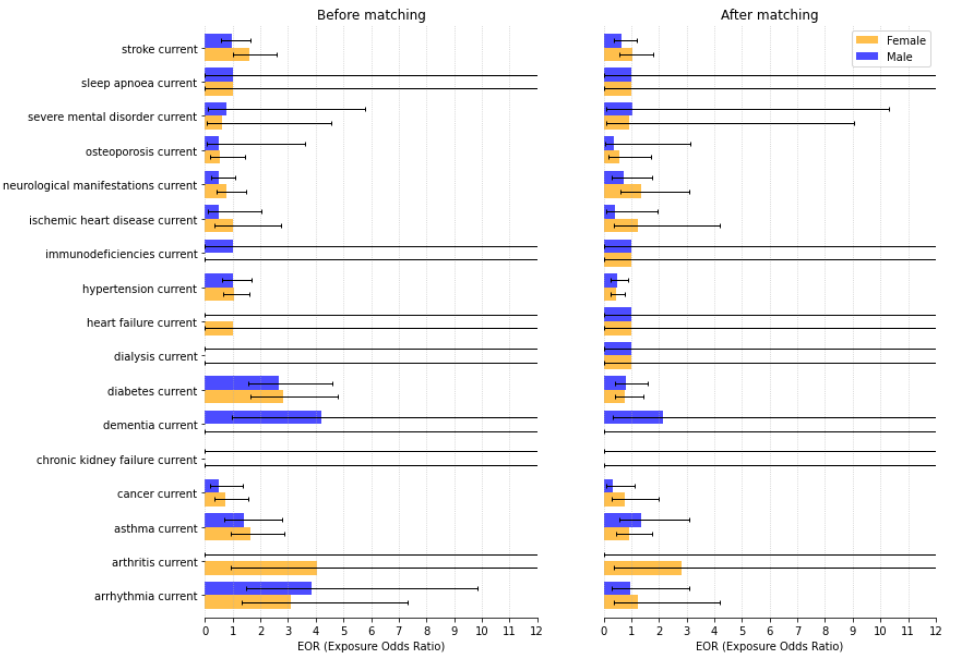 Before matching
After matching
stroke current
sleep apnoea current
severe mental disorder current
osteoporosis current
neurological manifestations current
ischemic heart disease current
immunodeficiencies current
hypertension current
heart failure current
dialysis current
diabetes current
dementia current
chronic kidney failure current
cancer current
asthma current
arthritis current
arrhythmia current
Female
Male
0 1 2 3 4 5 6 7 8 9 10 11 12
EOR (Exposure Odds Ratio)
0 1 2 3 4 5 6 7 8 9 10 11 12
EOR (Exposure Odds Ratio)